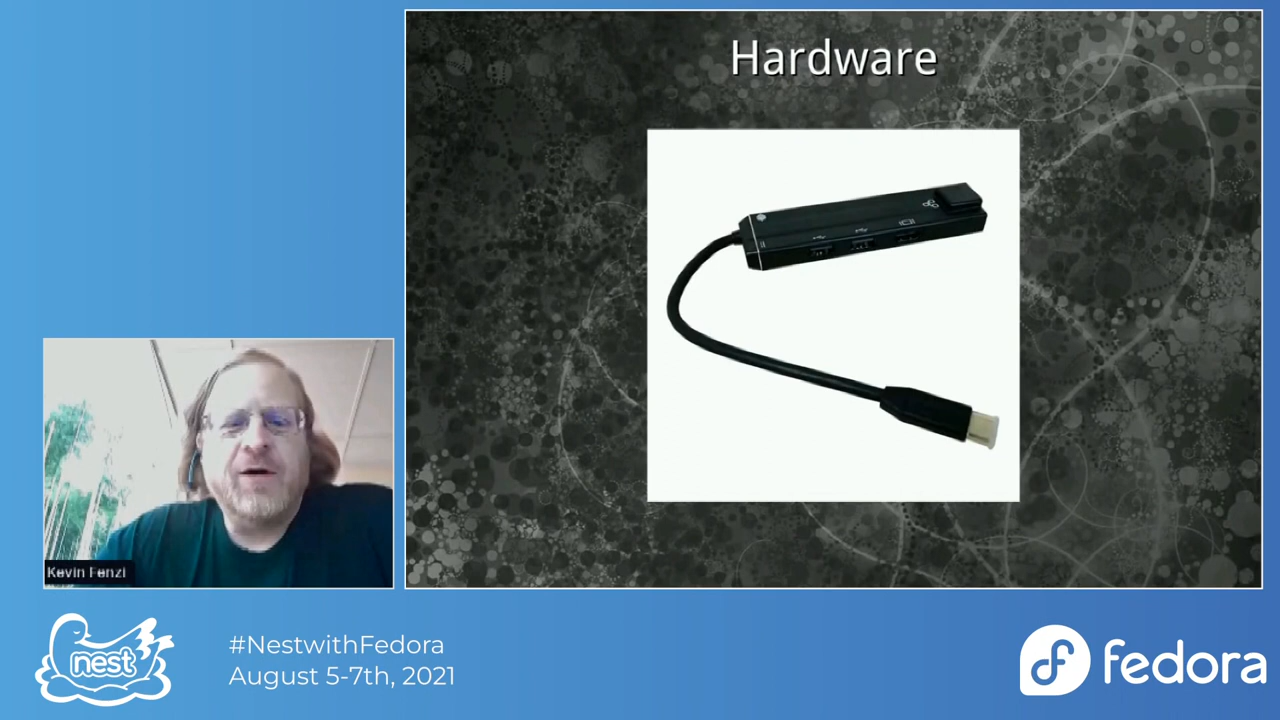 Hardware
Kevin Fenzi
nest
#NestwithFedora
August 5-7th, 2021
fedora